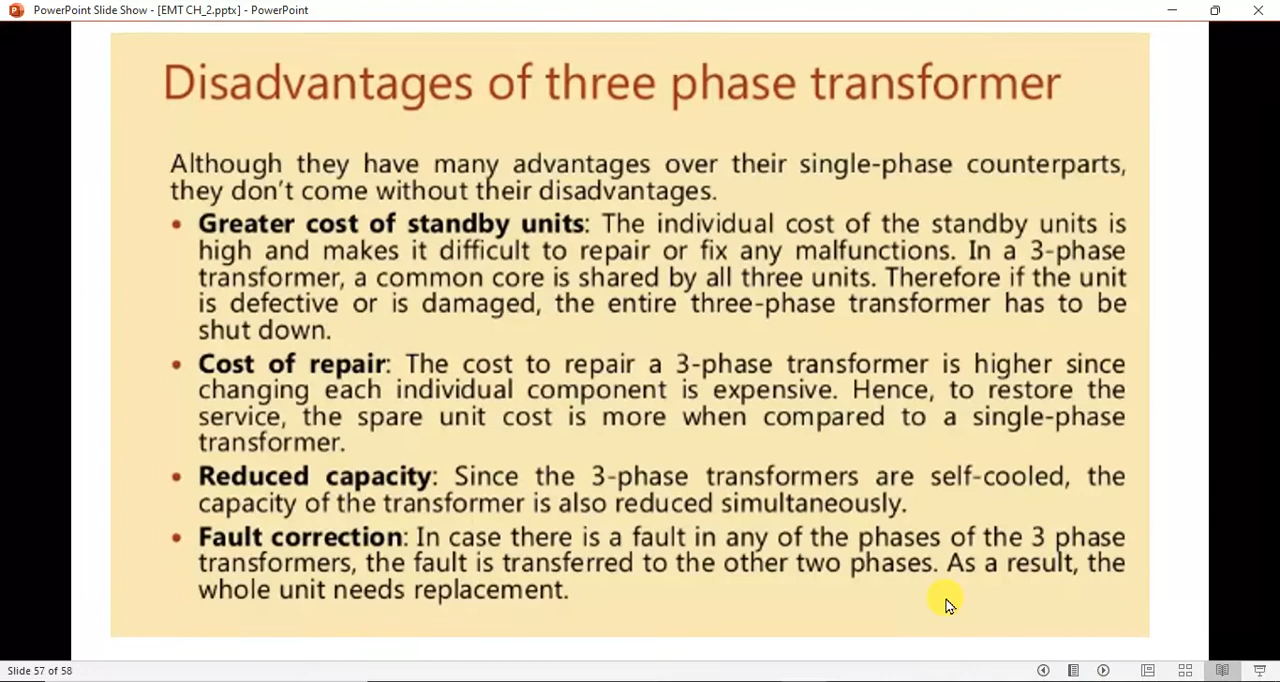 PowerPoint Slide Show - [EMT CH_2.pptx] - PowerPoint
Disadvantages of three phase transformer
Although they have many advantages over their single-phase counterparts,
they don't come without their disadvantages.
• Greater cost of standby units: The individual cost of the standby units is
high and makes it difficult to repair or fix any malfunctions. In a 3-phase
transformer, a common core is shared by all three units. Therefore if the unit
is defective or is damaged, the entire three-phase transformer has to be
shut down.
• Cost of repair: The cost to repair a 3-phase transformer is higher since
changing each individual component is expensive. Hence, to restore the
service, the spare unit cost is more when compared to a single-phase
transformer.
• Reduced capacity: Since the 3-phase transformers are self-cooled, the
capacity of the transformer is also reduced simultaneously.
• Fault correction: In case there is a fault in any of the phases of the 3 phase
transformers, the fault is transferred to the other two phases. As a result, the
whole unit needs replacement.
Slide 57 of 58